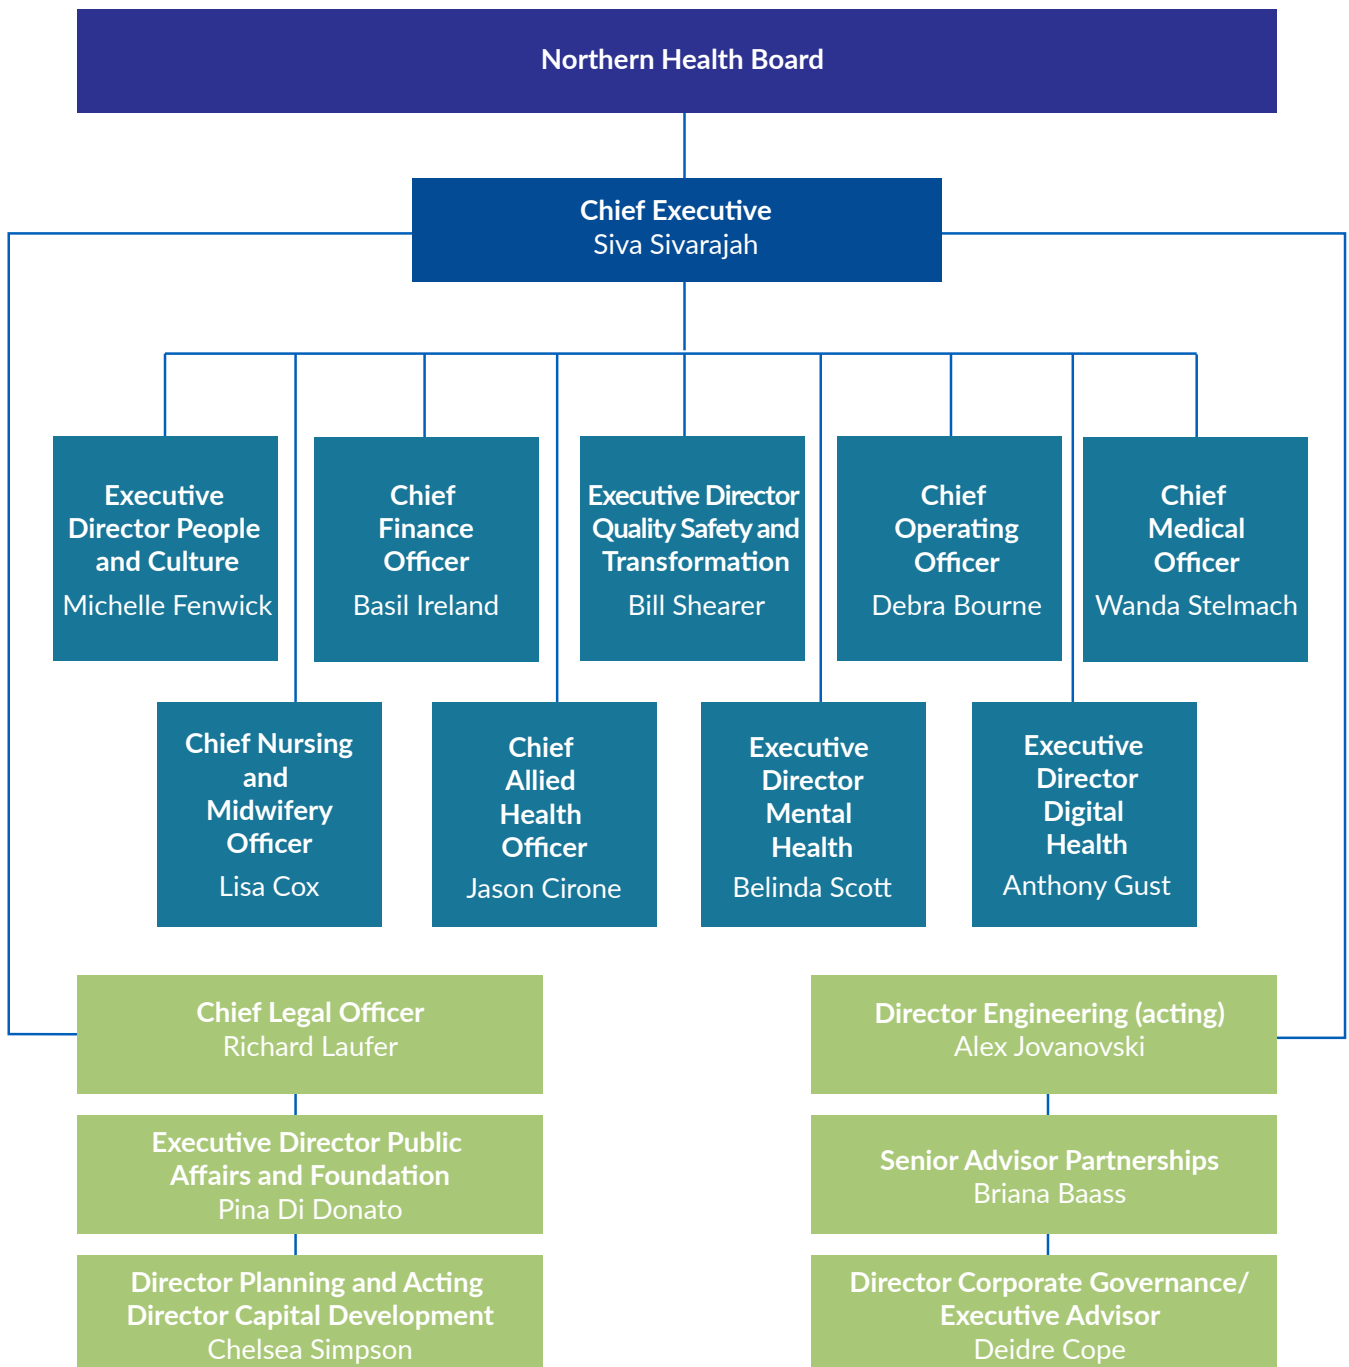 Northern Health Board
Chief Executive
Siva Sivarajah
Executive
Director People
and Culture
Michelle Fenwick
Chief
Finance
Officer
Basil Ireland
Executive Director
Quality Safety and
Transformation
Bill Shearer
Chief
Operating
Officer
Debra Bourne
Chief
Medical
Officer
Wanda Stelmach
Chief Nursing
and
Midwifery
Officer
Lisa Cox
Chief
Allied
Health
Officer
Jason Cirone
Executive
Director
Mental
Health
Belinda Scott
Executive
Director
Digital
Health
Anthony Gust
Chief Legal Officer
Richard Laufer
Executive Director Public
Affairs and Foundation
Pina Di Donato
Director Planning and Acting
Director Capital Development
Chelsea Simpson
Director Engineering (acting)
Alex Jovanovski
Senior Advisor Partnerships
Briana Baass
Director Corporate Governance/
Executive Advisor
Deidre Cope